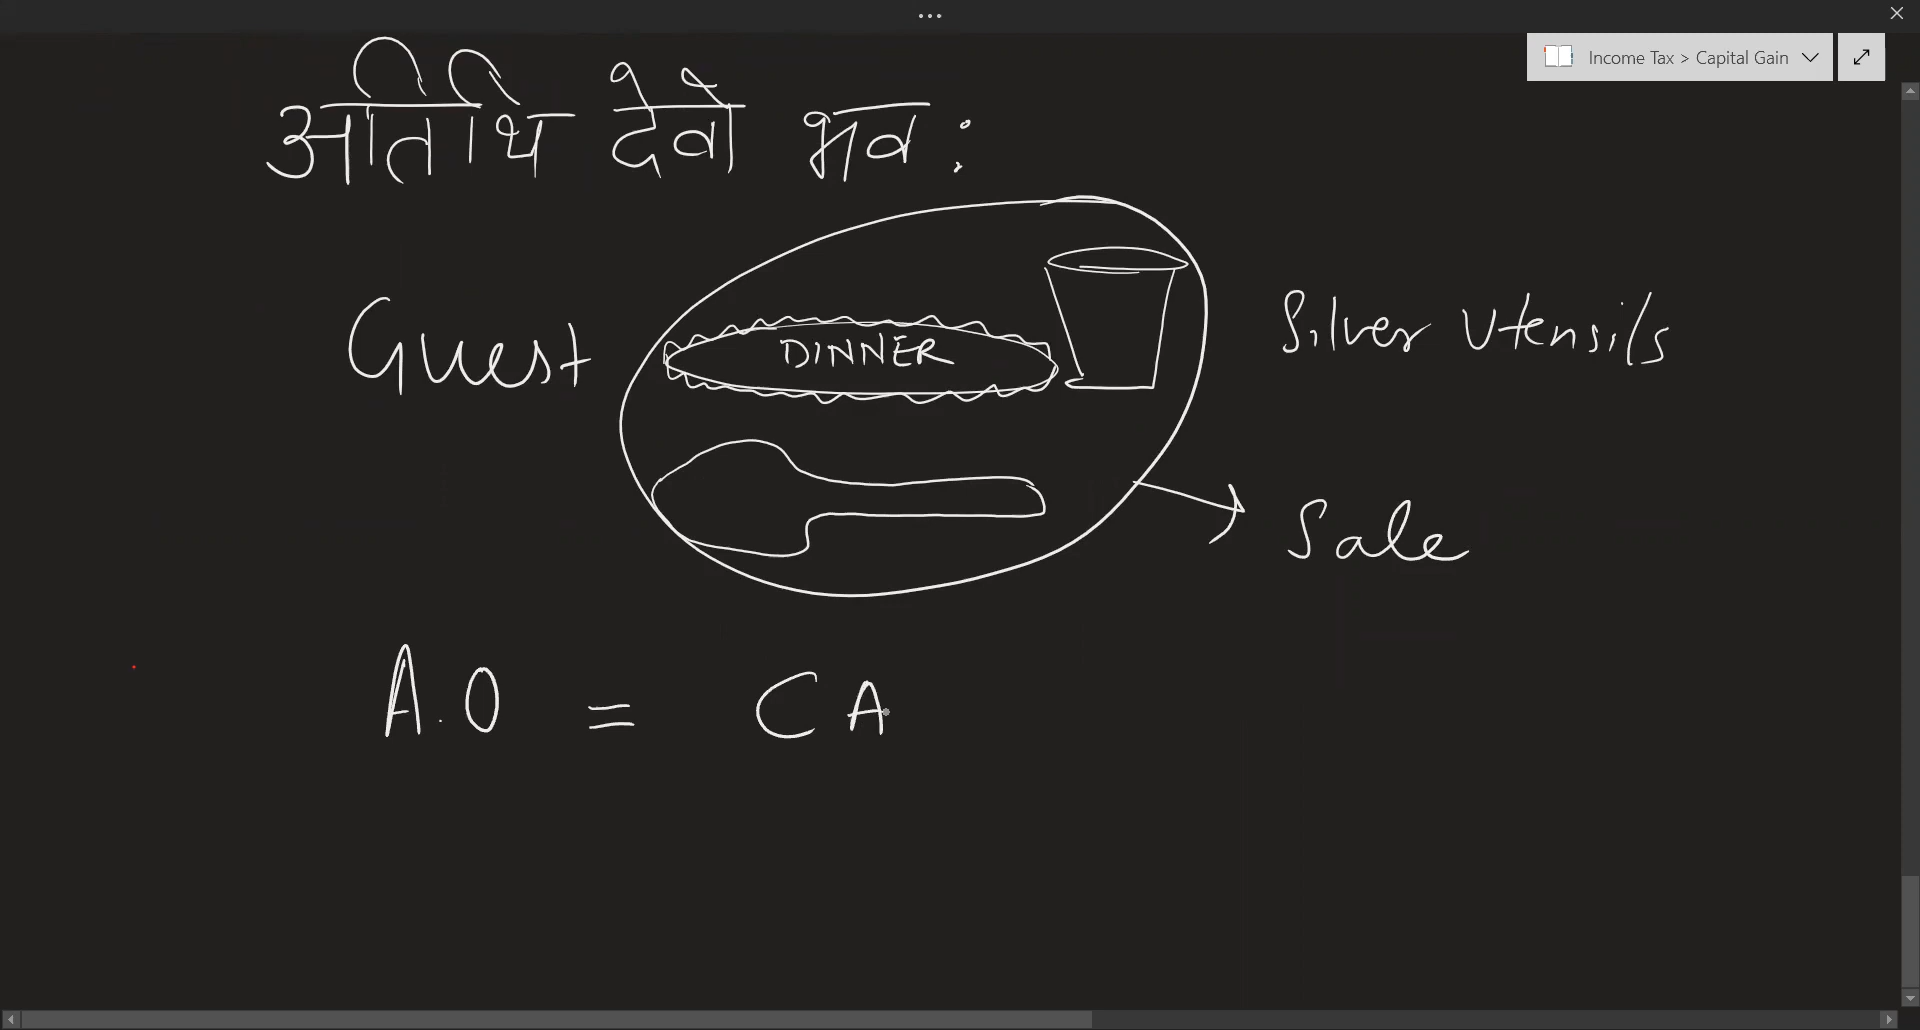 Income Tax > Capital Gain
अतिथि देवो भव :
Guest
DINNER
Silver Utensils
Sale
A.O = CA